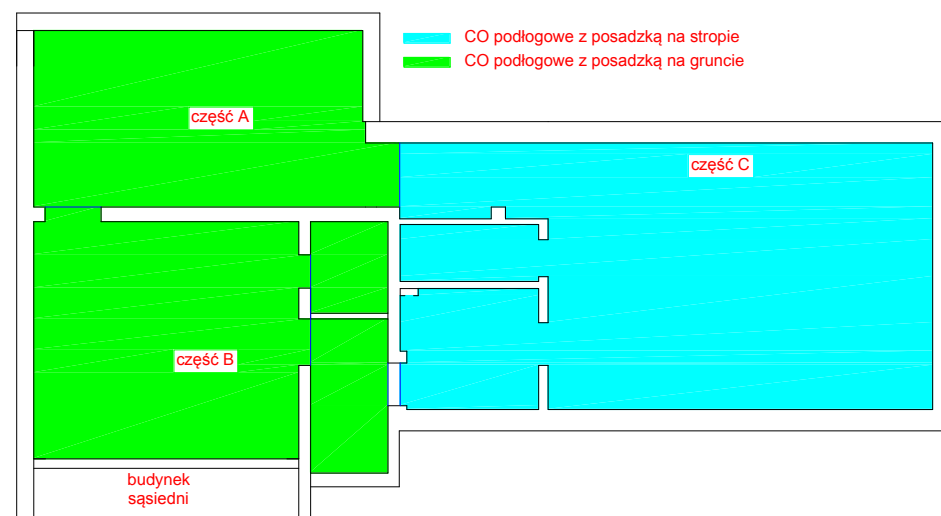 CO podłogowe z posadzką na stropie
CO podłogowe z posadzką na gruncie
część A
część C
część B
budynek
sąsiedni